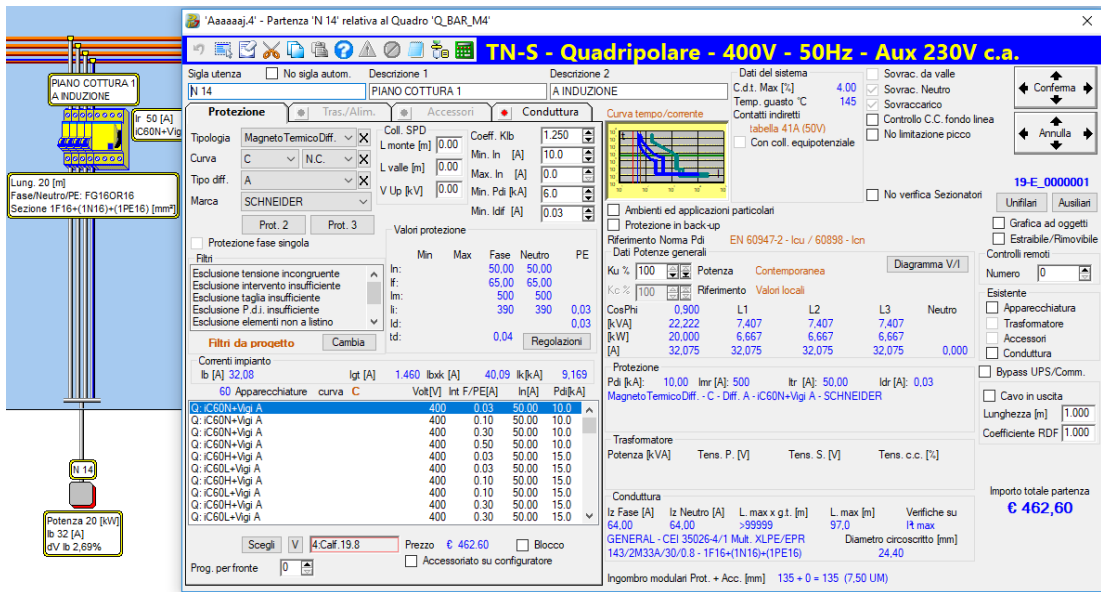 'Aaaaaaj.4' - Partenza 'N 14' relativa al Quadro 'Q_BAR_M4'
TN-S - Quadripolare - 400V - 50Hz - Aux 230V c.a.
PIANO COTTURA 1
A INDUZIONE
Ir 50 [A]
iC60N+Vig
Lung. 20 [m]
Fase/Neutro/PE: FG16OR16
Sezione 1F16+(1N16)+(1PE16) [mm²]
N 14
Potenza 20 [kW]
Ib 32 [A]
dV Ib 2,69%
Sigla utenza
No sigla autom.
Descrizione 1
Descrizione 2
N 14
PIANO COTTURA 1
A INDUZIONE
Protezione
Tras./Alim.
Accessori
Conduttura
Tipologia MagnetoTermicoDiff. X
Curva C N.C. X
Tipo diff. A X
Marca SCHNEIDER
Prot. 2
Prot. 3
Protezione fase singola
Coll. SPD
L monte [m] 0.00
L valle [m] 0.00
V Up [kV] 0.00
Coeff. Klb 1.250
Min. In [A] 10.0
Max. In [A] 0.0
Min. Pdi [kA] 6.0
Min. Idif [A] 0.03
Filtri
Esclusione tensione incongruente
Esclusione intervento insufficiente
Esclusione taglia insufficiente
Esclusione P.d.i. insufficiente
Esclusione elementi non a listino
Filtri da progetto
Cambia
Valori protezione
Min Max Fase Neutro PE
In: 50,00 50,00
If: 65,00 65,00
Im: 500 500
Ii: 390 390 0,03
Id: 0,03
td: 0,04
Regolazioni
Correnti impianto
Ib [A] 32,08 Igt [A] 1.460 Ibxk [A] 40,09 Ik[kA] 9,169
60 Apparecchiature curva C Volt[V] Int F/PE[A] In[A] Pdi[kA]
Q: iC60N+Vigi A 400 0.03 50.00 10.0
Q: iC60N+Vigi A 400 0.10 50.00 10.0
Q: iC60N+Vigi A 400 0.30 50.00 10.0
Q: iC60N+Vigi A 400 0.50 50.00 10.0
Q: iC60H+Vigi A 400 0.03 50.00 15.0
Q: iC60L+Vigi A 400 0.03 50.00 15.0
Q: iC60H+Vigi A 400 0.10 50.00 15.0
Q: iC60L+Vigi A 400 0.10 50.00 15.0
Q: iC60H+Vigi A 400 0.30 50.00 15.0
Q: iC60L+Vigi A 400 0.30 50.00 15.0
Scegli V 4:Calf.19.8 Prezzo € 462.60 Blocco
Prog. per fronte 0
Accessoriato su configuratore
Dati del sistema
C.d.t. Max [%] 4.00
Temp. guasto °C 145
Contatti indiretti
tabella 41A (50V)
Con coll. equipotenziale
Sovrac. da valle
Sovrac. Neutro
Sovraccarico
Controllo C.C. fondo linea
No limitazione picco
No verifica Sezionatori
Curva tempo/corrente
Ambienti ed applicazioni particolari
Protezione in back-up
Riferimento Norma Pdi EN 60947-2 - Icu / 60898 - Icn
Dati Potenze generali
Ku % 100 Potenza Contemporanea
Diagramma V/I
Kc % 100 Riferimento Valori locali
CosPhi 0,900 L1 L2 L3 Neutro
[kVA] 22,222 7,407 7,407 7,407
[kW] 20,000 6,667 6,667 6,667
[A] 32,075 32,075 32,075 32,075 0,000
Protezione
Pdi [kA]: 10,00 Imr [A]: 500 Itr [A]: 50,00 Idr [A]: 0,03
MagnetoTermicoDiff. - C - Diff. A - iC60N+Vigi A - SCHNEIDER
Trasformatore
Potenza [kVA] Tens. P. [V] Tens. S. [V] Tens. c.c. [%]
Conduttura
Iz Fase [A] Iz Neutro [A] L. max x g.t. [m] L. max [m] Verifiche su
64,00 64,00 >99999 97,0 I²t max
GENERAL - CEI 35026-4/1 Mult. XLPE/EPR Diametro circoscritto [mm]
143/2M33A/30/0.8 - 1F16+(1N16)+(1PE16) 24,40
Ingombro modulari Prot. + Acc. [mm] 135 + 0 = 135 (7,50 UM)
Conferma
Annulla
19-E_0000001
Unifilari
Ausiliari
Grafica ad oggetti
Estraibile/Rimovibile
Controlli remoti
Numero 0
Esistente
Apparecchiatura
Trasformatore
Accessori
Conduttura
Bypass UPS/Comm.
Cavo in uscita
Lunghezza [m] 1.000
Coefficiente RDF 1.000
Importo totale partenza
€ 462,60